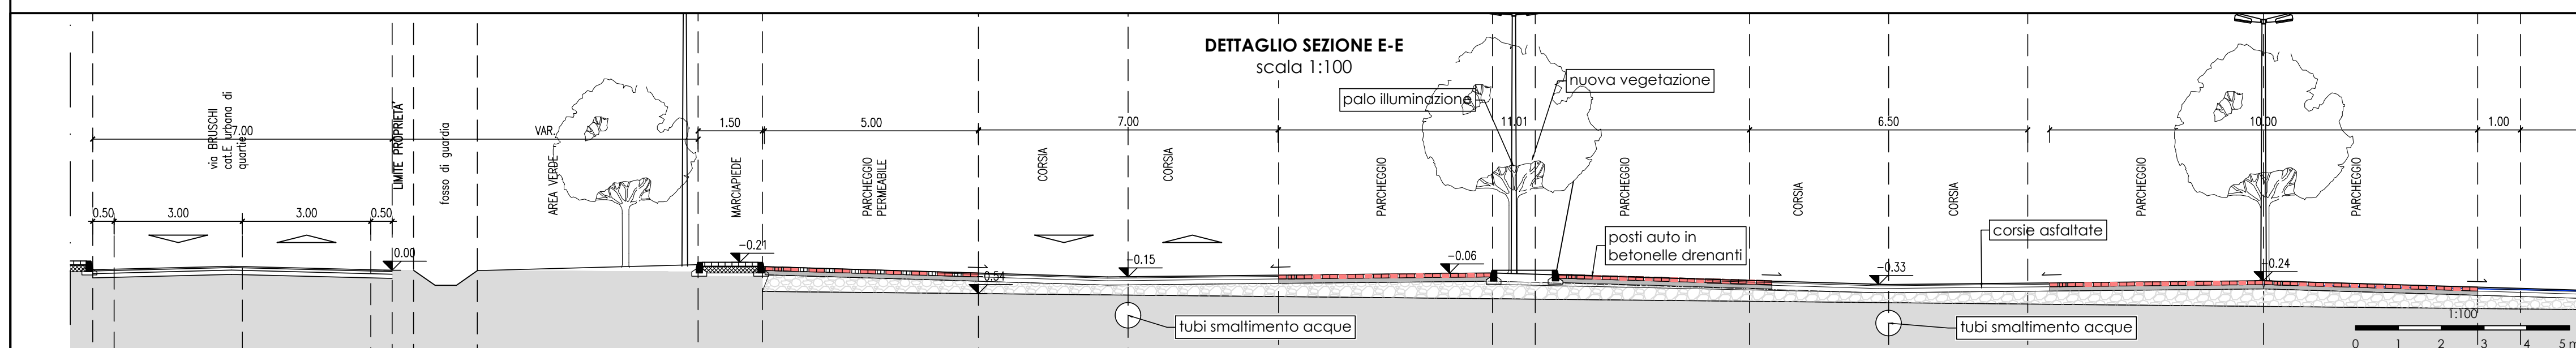 DETTAGLIO SEZIONE E-E
scala 1:100
nuova vegetazione
palo illuminazione
via BRUSCHI
cat.E urbana di
quartiere
7.00
LIMITE PROPRIETA'
fosso di guardia
VAR.
AREA VERDE
1.50
MARCIAPIEDE
5.00
PARCHEGGIO
PERMEABILE
CORSIA
7.00
CORSIA
PARCHEGGIO
11.01
PARCHEGGIO
CORSIA
6.50
CORSIA
PARCHEGGIO
10.00
PARCHEGGIO
1.00
0.50
3.00
3.00
0.50
posti auto in
betonelle drenanti
corsie asfaltate
0.00
-0.21
-0.54
-0.15
-0.06
-0.33
-0.24
tubi smaltimento acque
tubi smaltimento acque
1:100
0 1 2 3 4 5